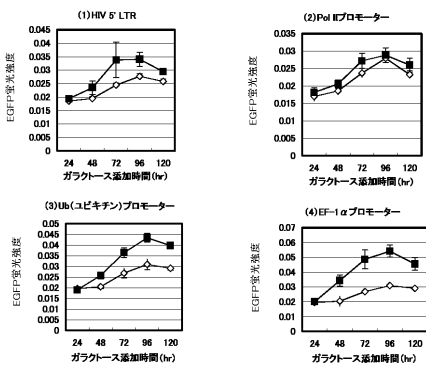 (1)HIV 5' LTR
EGFP蛍光強度
0.045
0.04
0.035
0.03
0.025
0.02
0.015
0.01
0.005
0
24 48 72 96 120
ガラクトース添加時間(hr)
(2)Pol IIプロモーター
EGFP蛍光強度
0.035
0.03
0.025
0.02
0.015
0.01
0.005
0
24 48 72 96 120
ガラクトース添加時間(hr)
(3)Ub(ユビキチン)プロモーター
EGFP蛍光強度
0.05
0.045
0.04
0.035
0.03
0.025
0.02
0.015
0.01
0.005
0
24 48 72 96 120
ガラクトース添加時間(hr)
(4)EF-1αプロモーター
EGFP蛍光強度
0.07
0.06
0.05
0.04
0.03
0.02
0.01
0
24 48 72 96 120
ガラクトース添加時間(hr)